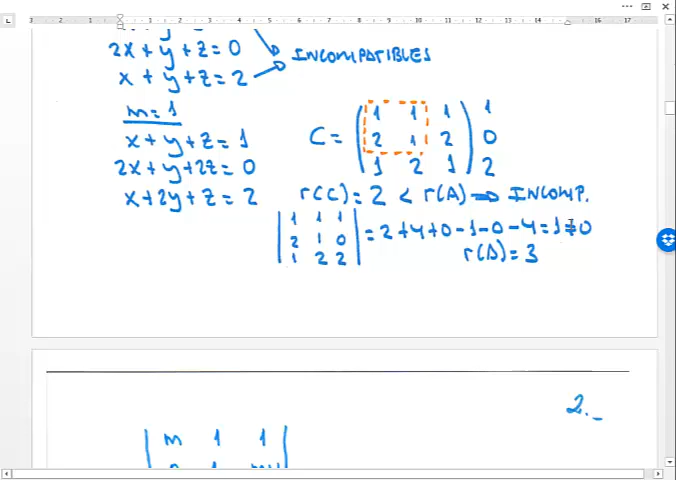 2x + y + z = 0
INCOMPATIBLES
x + y + z = 2
m = 1
x + y + z = 1
2x + y + 2z = 0
x + 2y + z = 2
C = ( 1 1 1 ) 1
2 1 2 0
1 2 1 2
r(C) = 2 < r(A) ⇒ INCOMP.
| 1 1 1 |
| 2 1 0 | = 2 + 4 + 0 - 1 - 0 - 4 = 1 ≠ 0
| 1 2 2 |
r(A) = 3
2._
| m 1 1 |